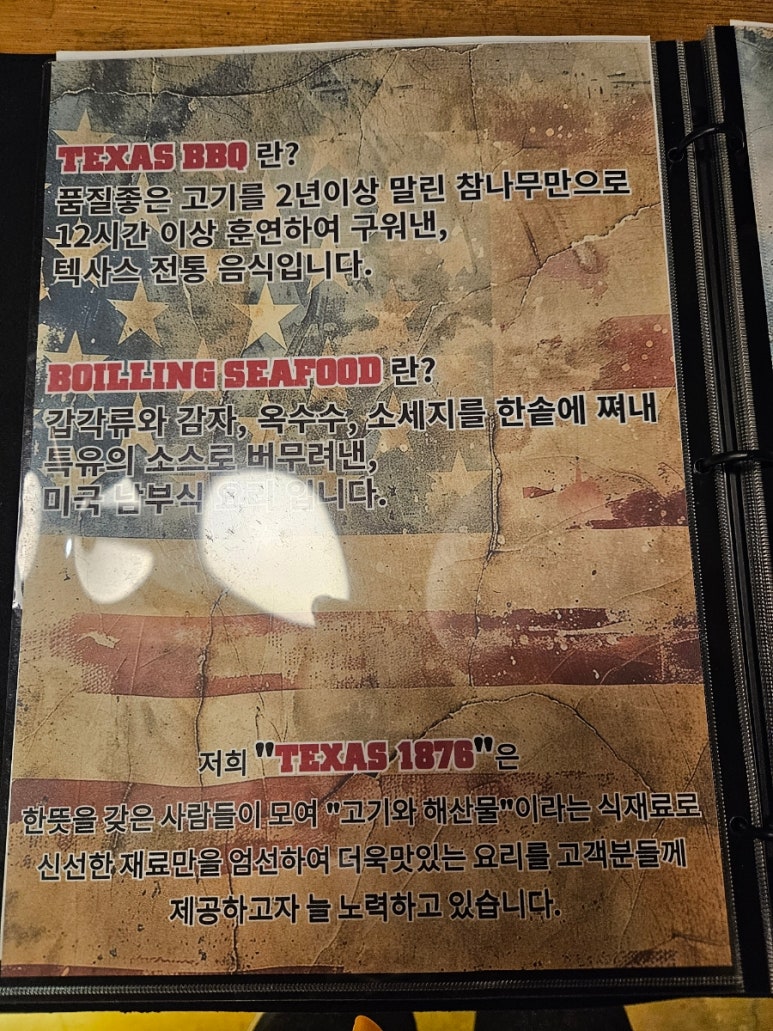 TEXAS BBQ 란?
품질좋은 고기를 2년이상 말린 참나무만으로
12시간 이상 훈연하여 구워낸,
텍사스 전통 음식입니다.
BOILLING SEAFOOD 란?
갑각류와 감자, 옥수수, 소세지를 한솥에 쪄내
특유의 소스로 버무려낸,
미국 남부식 요리 입니다.
저희 "TEXAS 1876"은
한뜻을 갖은 사람들이 모여 "고기와 해산물"이라는 식재료로
신선한 재료만을 엄선하여 더욱맛있는 요리를 고객분들께
제공하고자 늘 노력하고 있습니다.